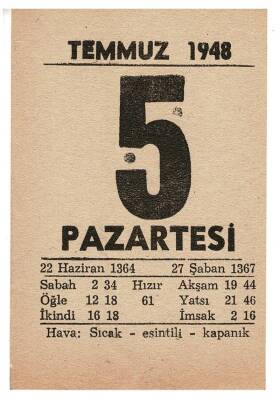 TEMMUZ 1948
5
PAZARTESİ
22 Haziran 1364 27 Şaban 1367
Sabah 2 34 Hızır Akşam 19 44
Öğle 12 18 61 Yatsı 21 46
İkindi 16 18 İmsak 2 16
Hava: Sıcak - esintili - kapanık